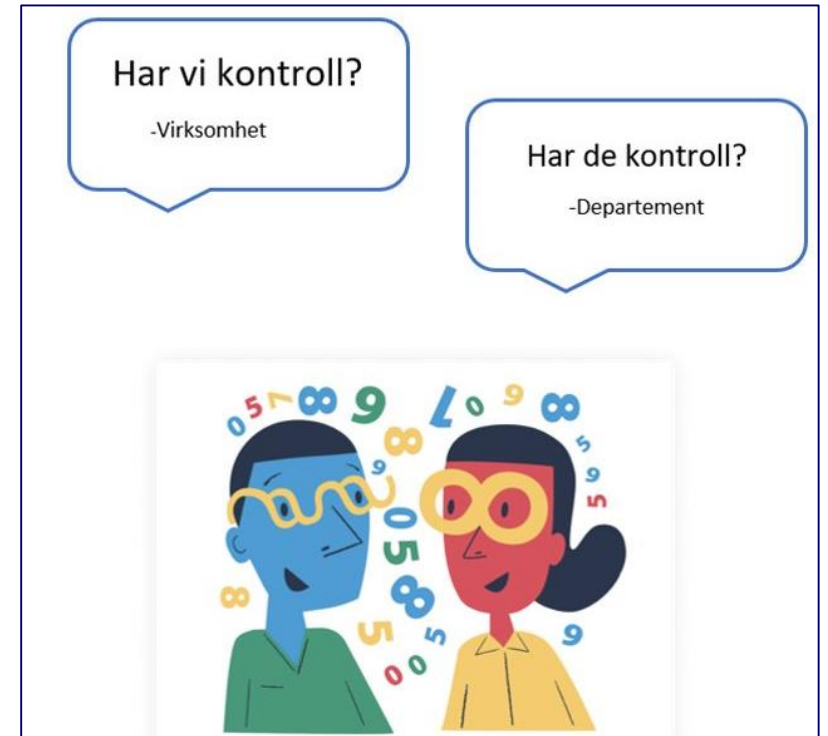 Har vi kontroll?
-Virksomhet
Har de kontroll?
-Departement